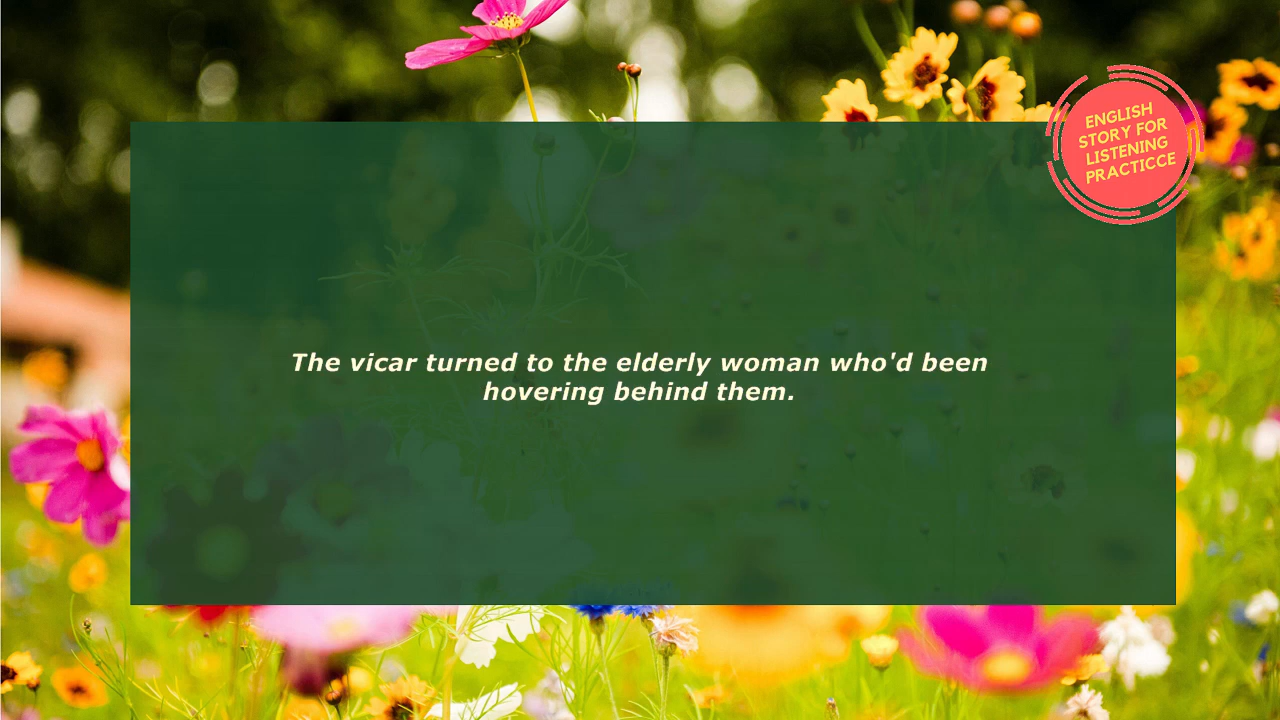 ENGLISH
STORY FOR
LISTENING
PRACTICCE
The vicar turned to the elderly woman who'd been
hovering behind them.